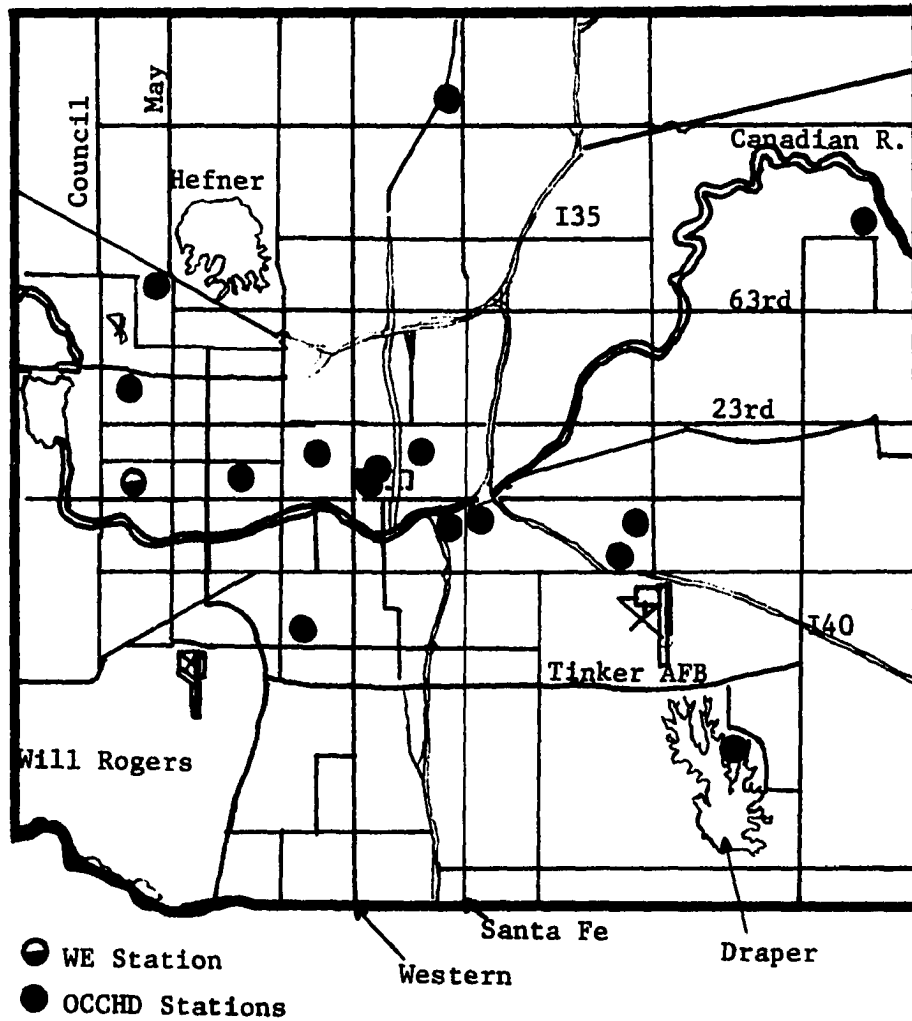 Council
May
Canadian R.
Hefner
I35
63rd
23rd
I40
Tinker AFB
Will Rogers
Santa Fe
Draper
Western
WE Station
OCCHD Stations